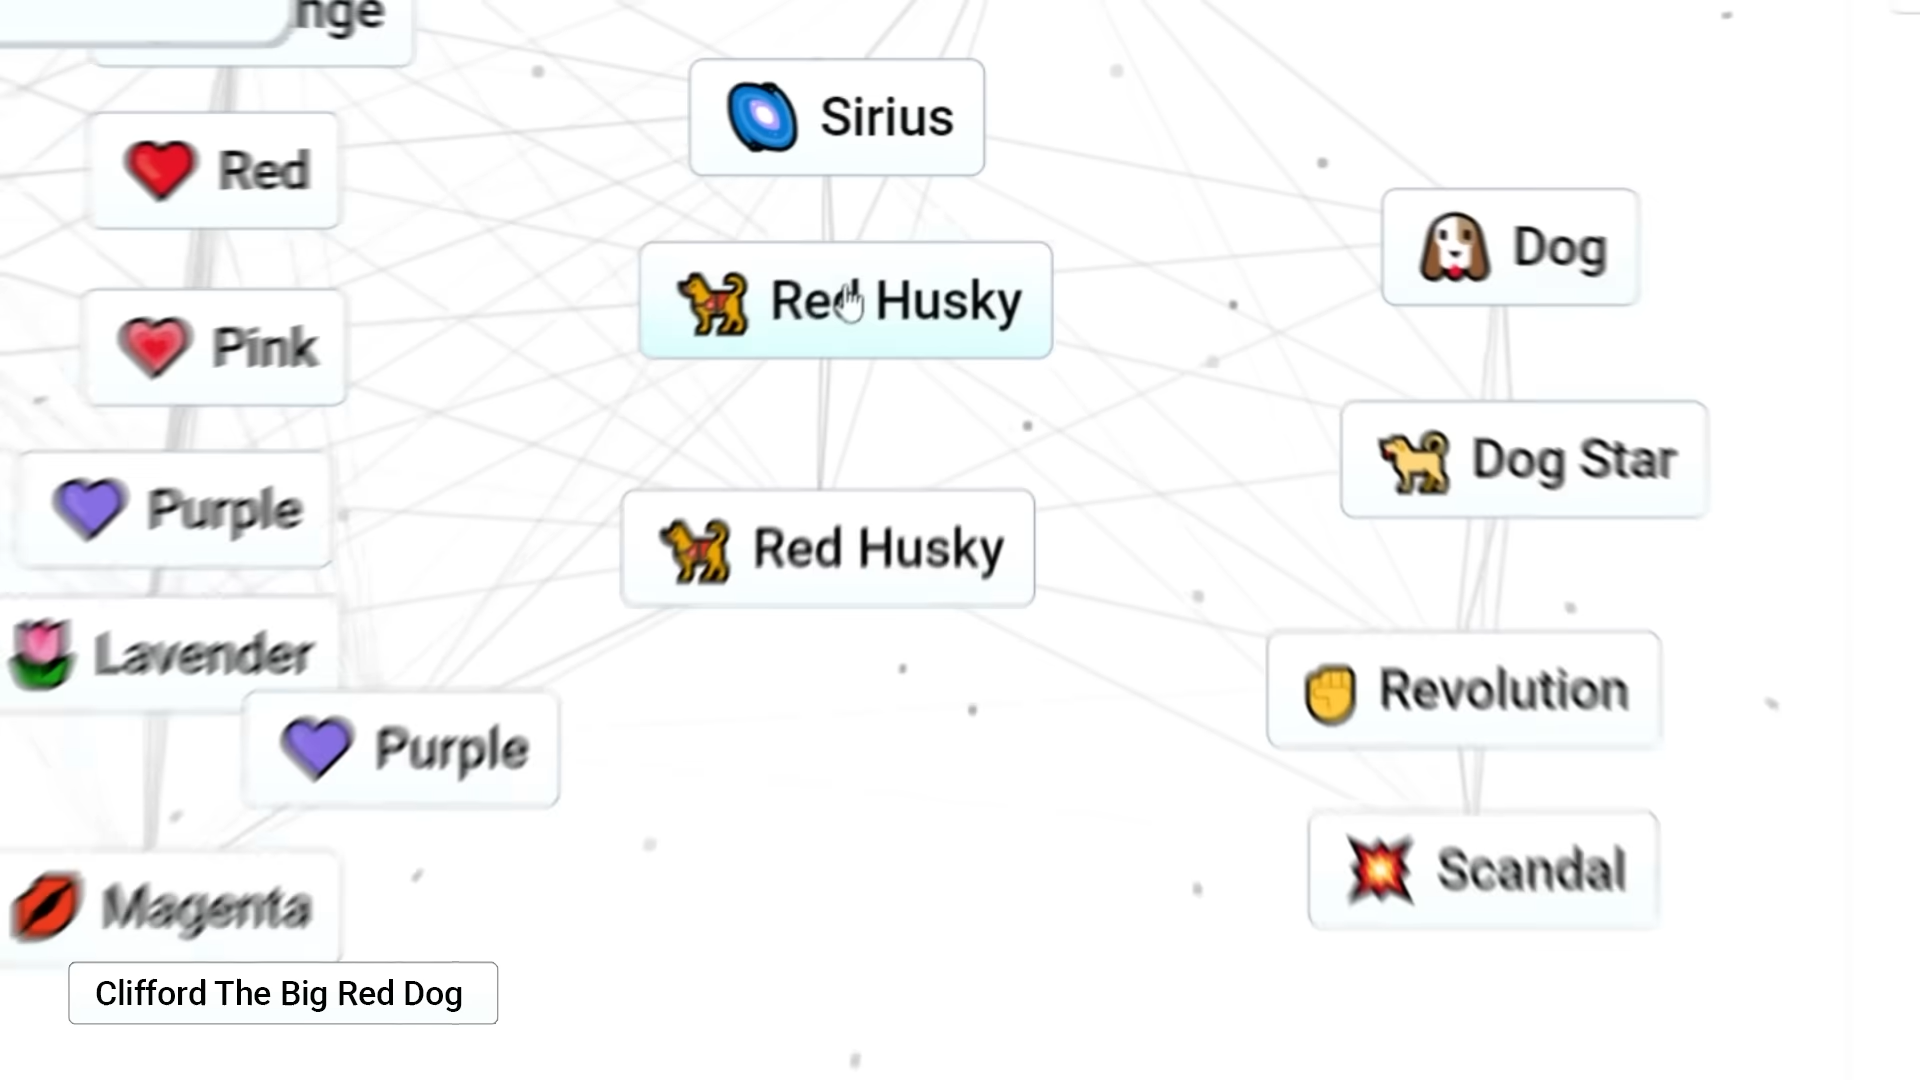 nge
Red
Pink
Purple
Lavender
Purple
Magenta
Clifford The Big Red Dog
Sirius
Red Husky
Red Husky
Dog
Dog Star
Revolution
Scandal